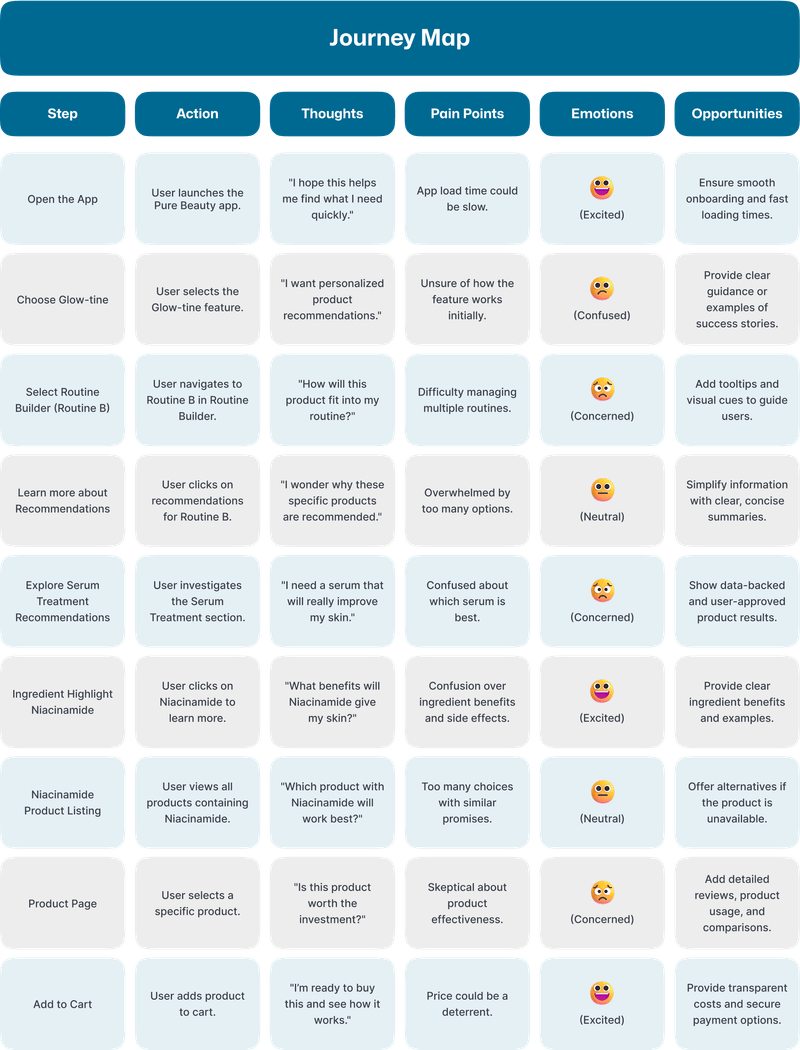 Journey Map
Step
Action
Thoughts
Pain Points
Emotions
Opportunities
Open the App
User launches the
Pure Beauty app.
"I hope this helps
me find what I need
quickly."
App load time could
be slow.
(Excited)
Ensure smooth
onboarding and fast
loading times.
Choose Glow-tine
User selects the
Glow-tine feature.
"I want personalized
product
recommendations."
Unsure of how the
feature works
initially.
(Confused)
Provide clear
guidance or
examples of
success stories.
Select Routine
Builder (Routine B)
User navigates to
Routine B in Routine
Builder.
"How will this
product fit into my
routine?"
Difficulty managing
multiple routines.
(Concerned)
Add tooltips and
visual cues to guide
users.
Learn more about
Recommendations
User clicks on
recommendations
for Routine B.
"I wonder why these
specific products
are recommended."
Overwhelmed by
too many options.
(Neutral)
Simplify information
with clear, concise
summaries.
Explore Serum
Treatment
Recommendations
User investigates
the Serum
Treatment section.
"I need a serum that
will really improve
my skin."
Confused about
which serum is
best.
(Concerned)
Show data-backed
and user-approved
product results.
Ingredient Highlight
Niacinamide
User clicks on
Niacinamide to
learn more.
"What benefits will
Niacinamide give
my skin?"
Confusion over
ingredient benefits
and side effects.
(Excited)
Provide clear
ingredient benefits
and examples.
Niacinamide
Product Listing
User views all
products containing
Niacinamide.
"Which product with
Niacinamide will
work best?"
Too many choices
with similar
promises.
(Neutral)
Offer alternatives if
the product is
unavailable.
Product Page
User selects a
specific product.
"Is this product
worth the
investment?"
Skeptical about
product
effectiveness.
(Concerned)
Add detailed
reviews, product
usage, and
comparisons.
Add to Cart
User adds product
to cart.
"I'm ready to buy
this and see how it
works."
Price could be a
deterrent.
(Excited)
Provide transparent
costs and secure
payment options.